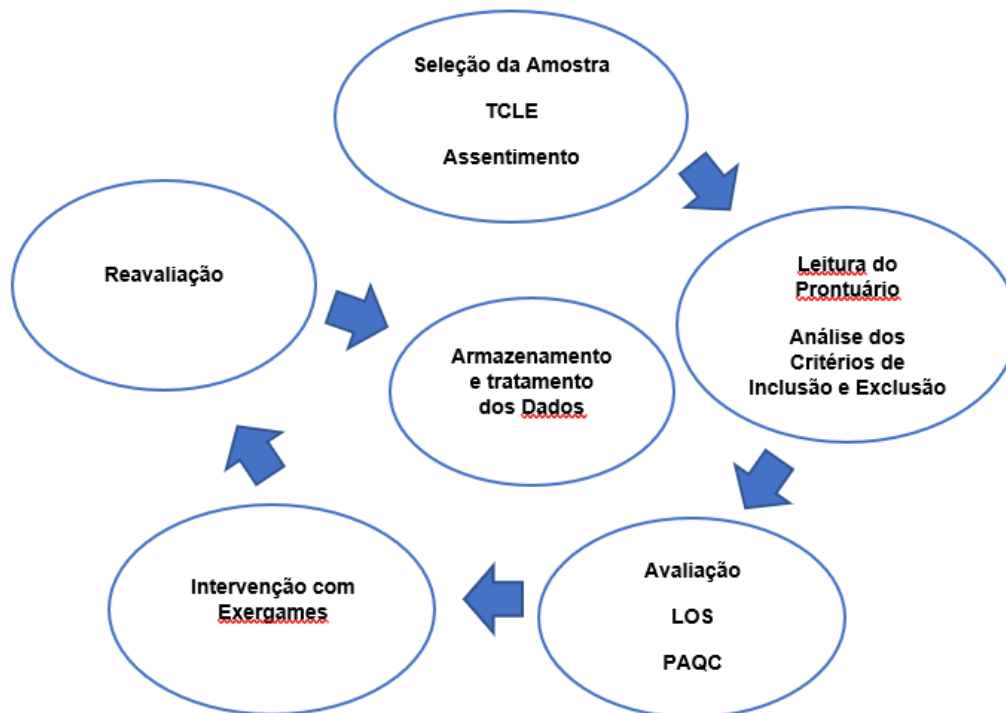 Seleção da Amostra
TCLE
Assentimento
Leitura do
Prontuário
Análise dos
Critérios de
Inclusão e Exclusão
Avaliação
LOS
PAQC
Intervenção com
Exergames
Reavaliação
Armazenamento
e tratamento
dos Dados